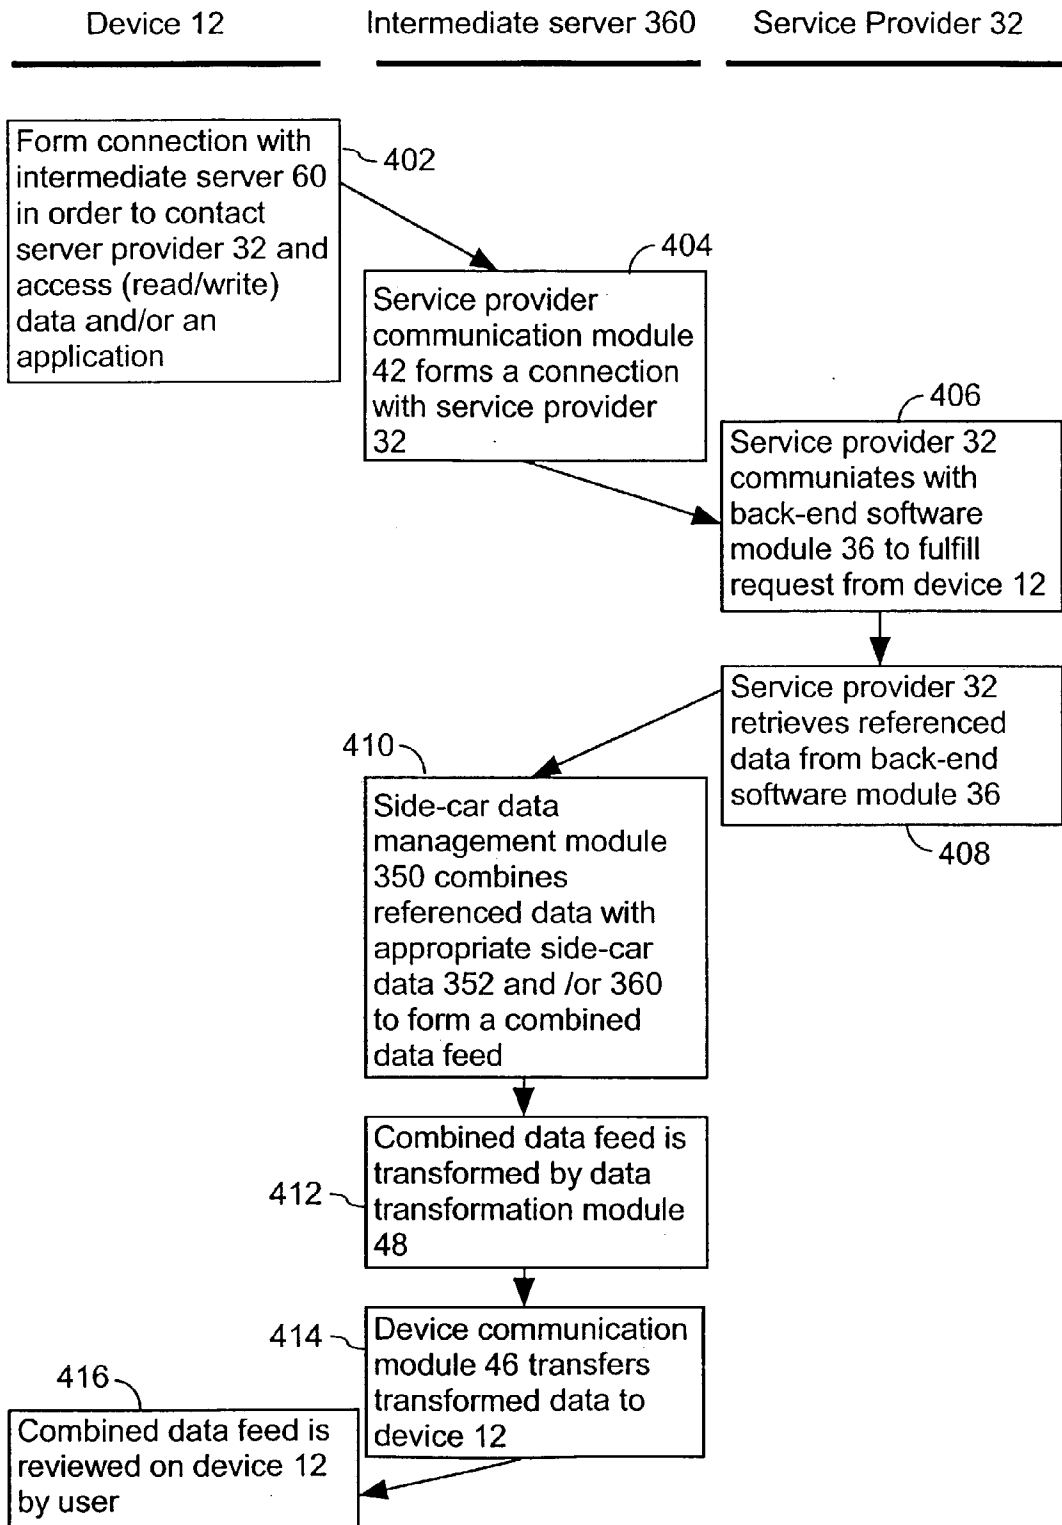 Device 12
Intermediate server 360
Service Provider 32
Form connection with
intermediate server 60
in order to contact
server provider 32 and
access (read/write)
data and/or an
application
402
404
Service provider
communication module
42 forms a connection
with service provider
32
406
Service provider 32
communiates with
back-end software
module 36 to fulfill
request from device 12
Service provider 32
retrieves referenced
data from back-end
software module 36
408
410
Side-car data
management module
350 combines
referenced data with
appropriate side-car
data 352 and /or 360
to form a combined
data feed
412
Combined data feed is
transformed by data
transformation module
48
414
Device communication
module 46 transfers
transformed data to
device 12
416
Combined data feed is
reviewed on device 12
by user